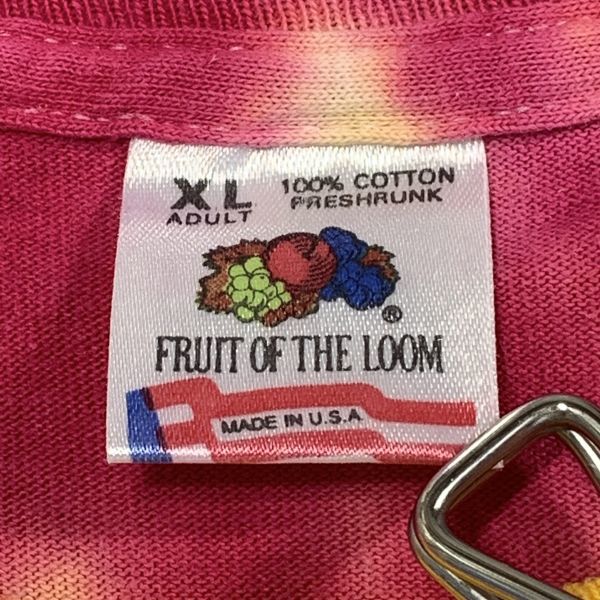 XL
ADULT
100% COTTON
PRESHRUNK
®
FRUIT OF THE LOOM
MADE IN U.S.A